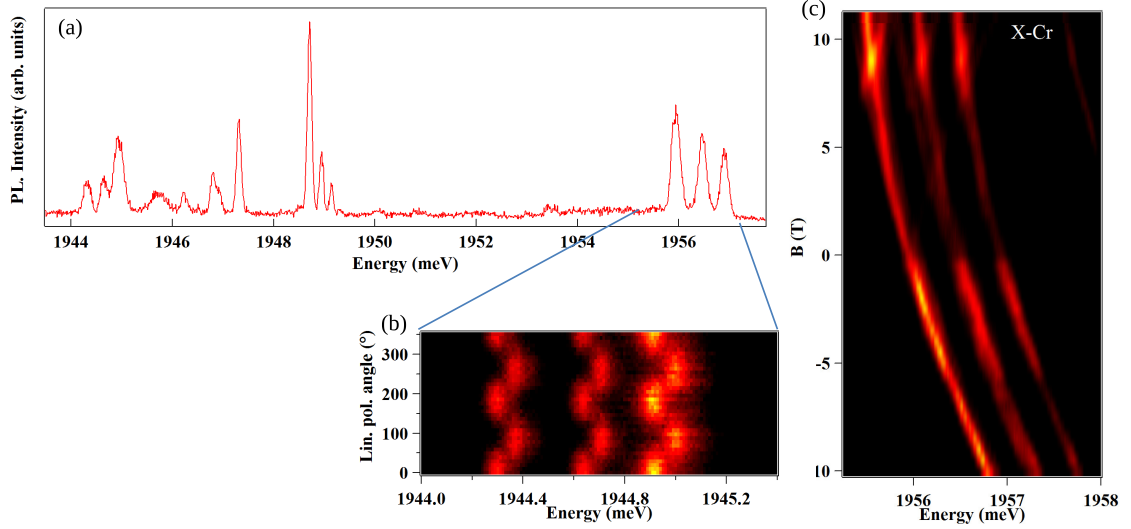 (a)
PL. Intensity (arb. units)
1944 1946 1948 1950 1952 1954 1956
Energy (meV)
(b)
Lin. pol. angle (°)
300
200
100
0
1944.0 1944.4 1944.8 1945.2
Energy (meV)
(c)
X-Cr
B (T)
10
5
0
-5
10
1956 1957 1958
Energy (meV)